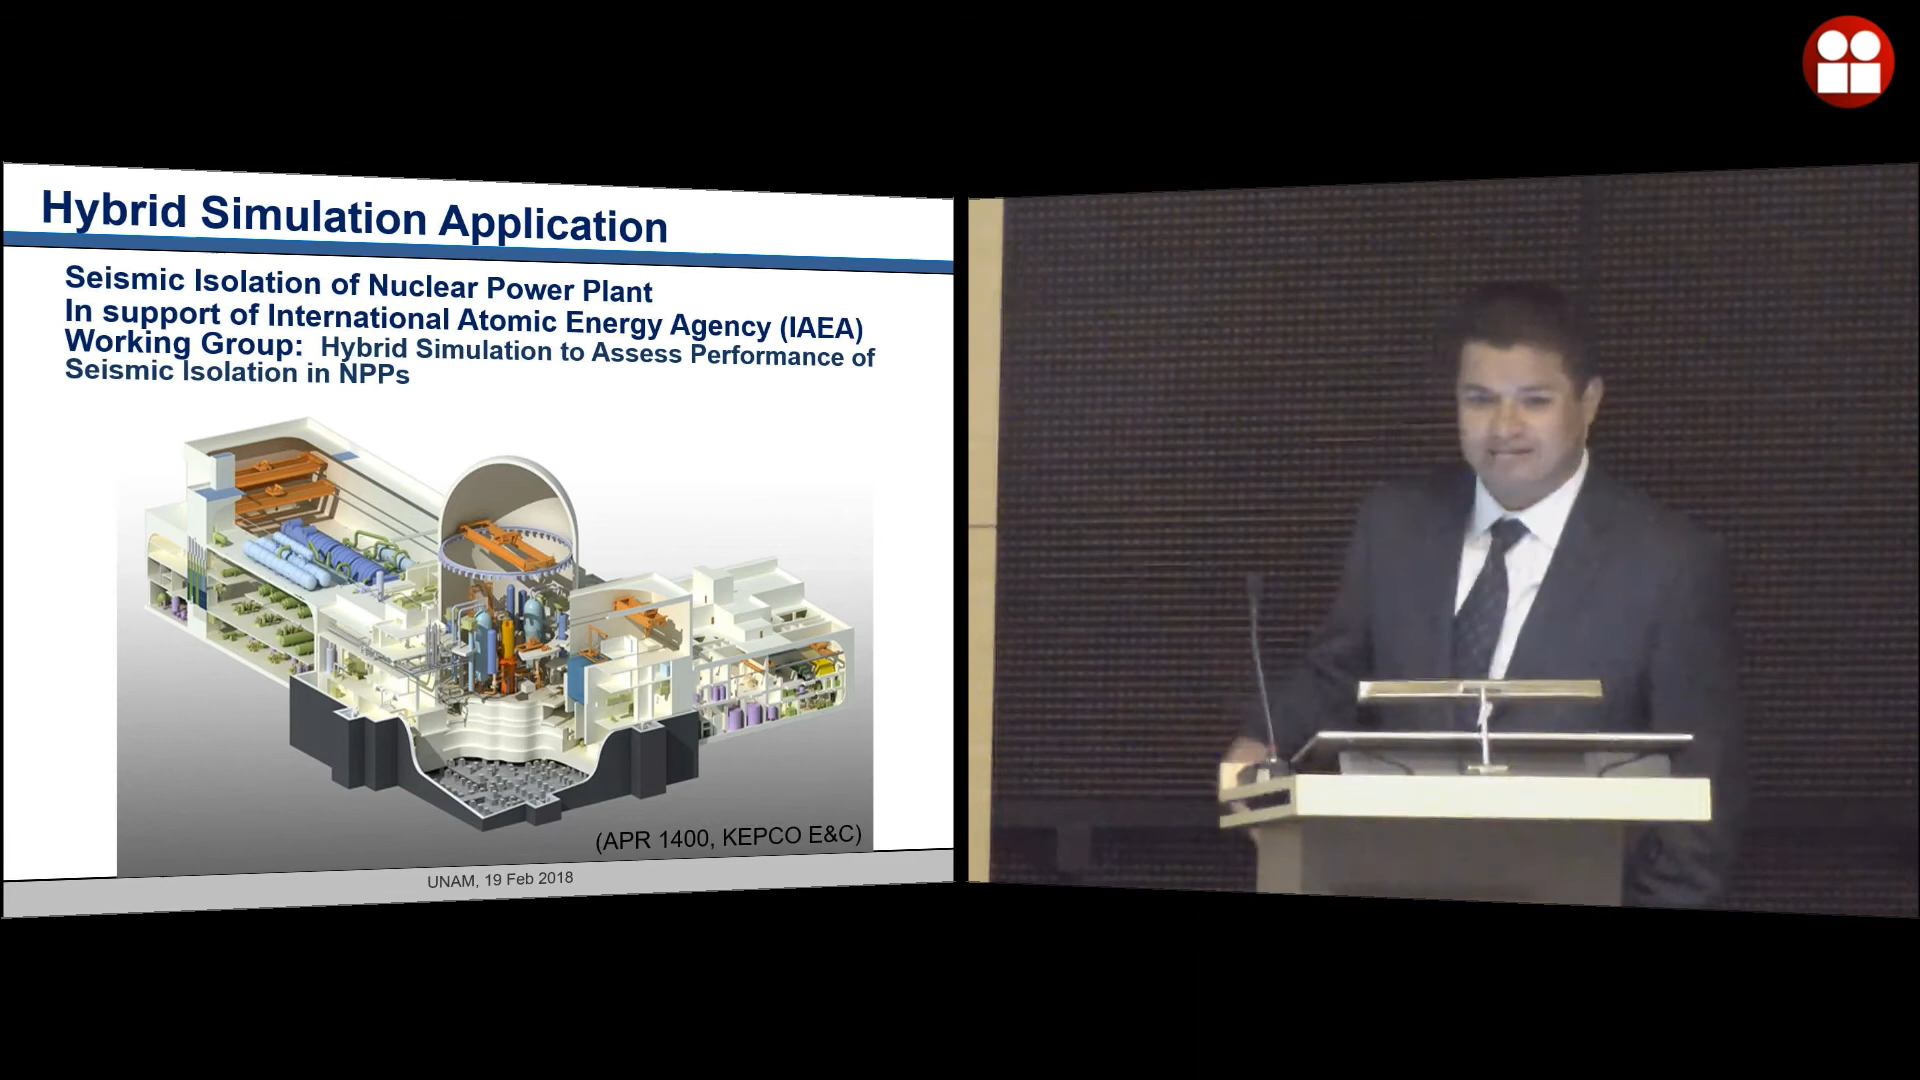 Hybrid Simulation Application
Seismic Isolation of Nuclear Power Plant
In support of International Atomic Energy Agency (IAEA)
Working Group: Hybrid Simulation to Assess Performance of
Seismic Isolation in NPPs
(APR 1400, KEPCO E&C)
UNAM, 19 Feb 2018